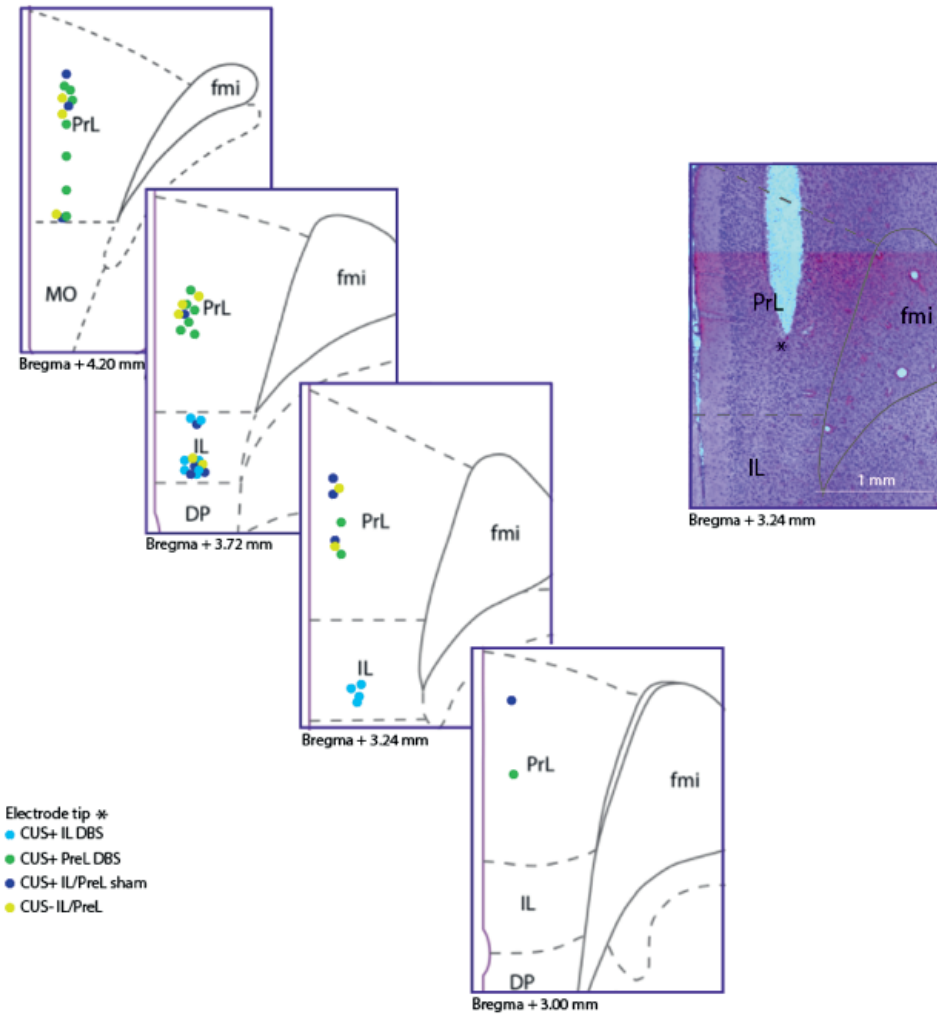 fmi
PrL
MO
Bregma + 4.20 mm
PrL
fmi
IL
DP
Bregma + 3.72 mm
PrL
fmi
IL
Bregma + 3.24 mm
PrL
fmi
IL
DP
Bregma + 3.00 mm
PrL
fmi
IL
1 mm
Bregma + 3.24 mm
Electrode tip *
CUS+ IL DBS
CUS+ PreL DBS
CUS+ IL/PreL sham
CUS- IL/PreL